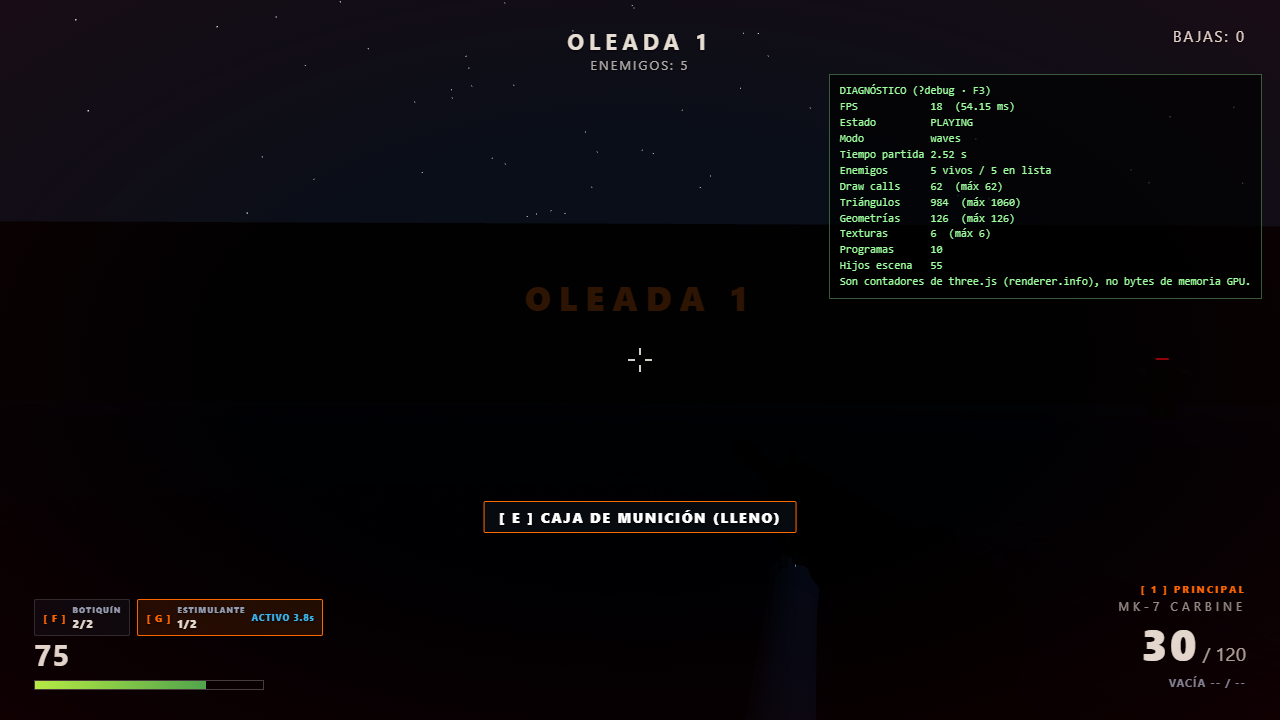 OLEADA 1
ENEMIGOS: 5
BAJAS: 0
DIAGNÓSTICO (?debug · F3)
FPS 18 (54.15 ms)
Estado PLAYING
Modo waves
Tiempo partida 2.52 s
Enemigos 5 vivos / 5 en lista
Draw calls 62 (máx 62)
Triángulos 984 (máx 1060)
Geometrías 126 (máx 126)
Texturas 6 (máx 6)
Programas 10
Hijos escena 55
Son contadores de three.js (renderer.info), no bytes de memoria GPU.
OLEADA 1
[ E ] CAJA DE MUNICIÓN (LLENO)
[ F ] BOTIQUÍN 2/2
[ G ] ESTIMULANTE 1/2 ACTIVO 3.8s
75
[ 1 ] PRINCIPAL
MK-7 CARBINE
30 / 120
VACÍA -- / --